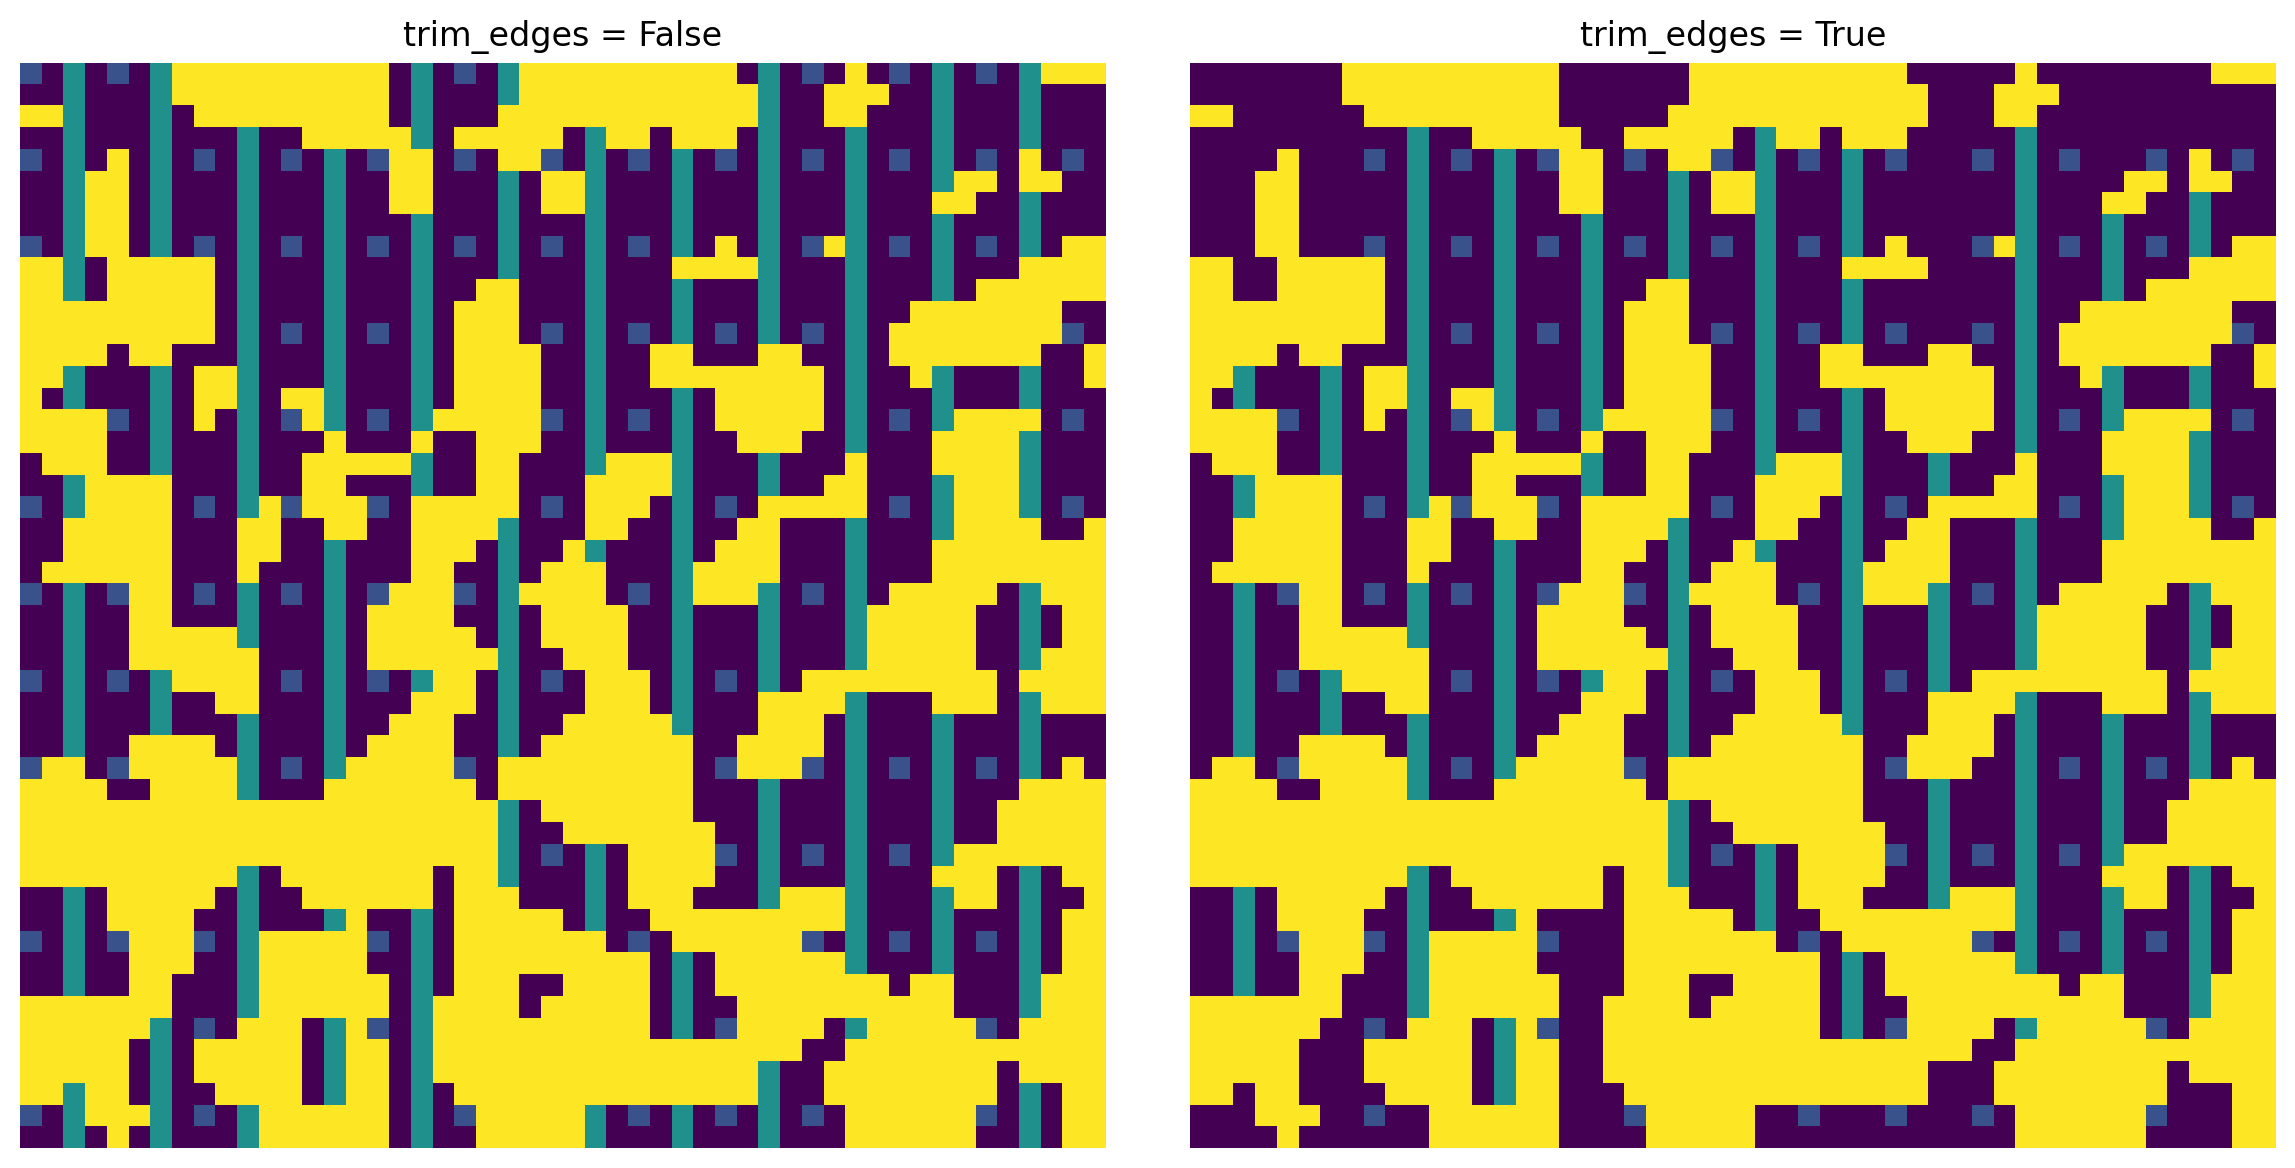 trim_edges = False
trim_edges = True